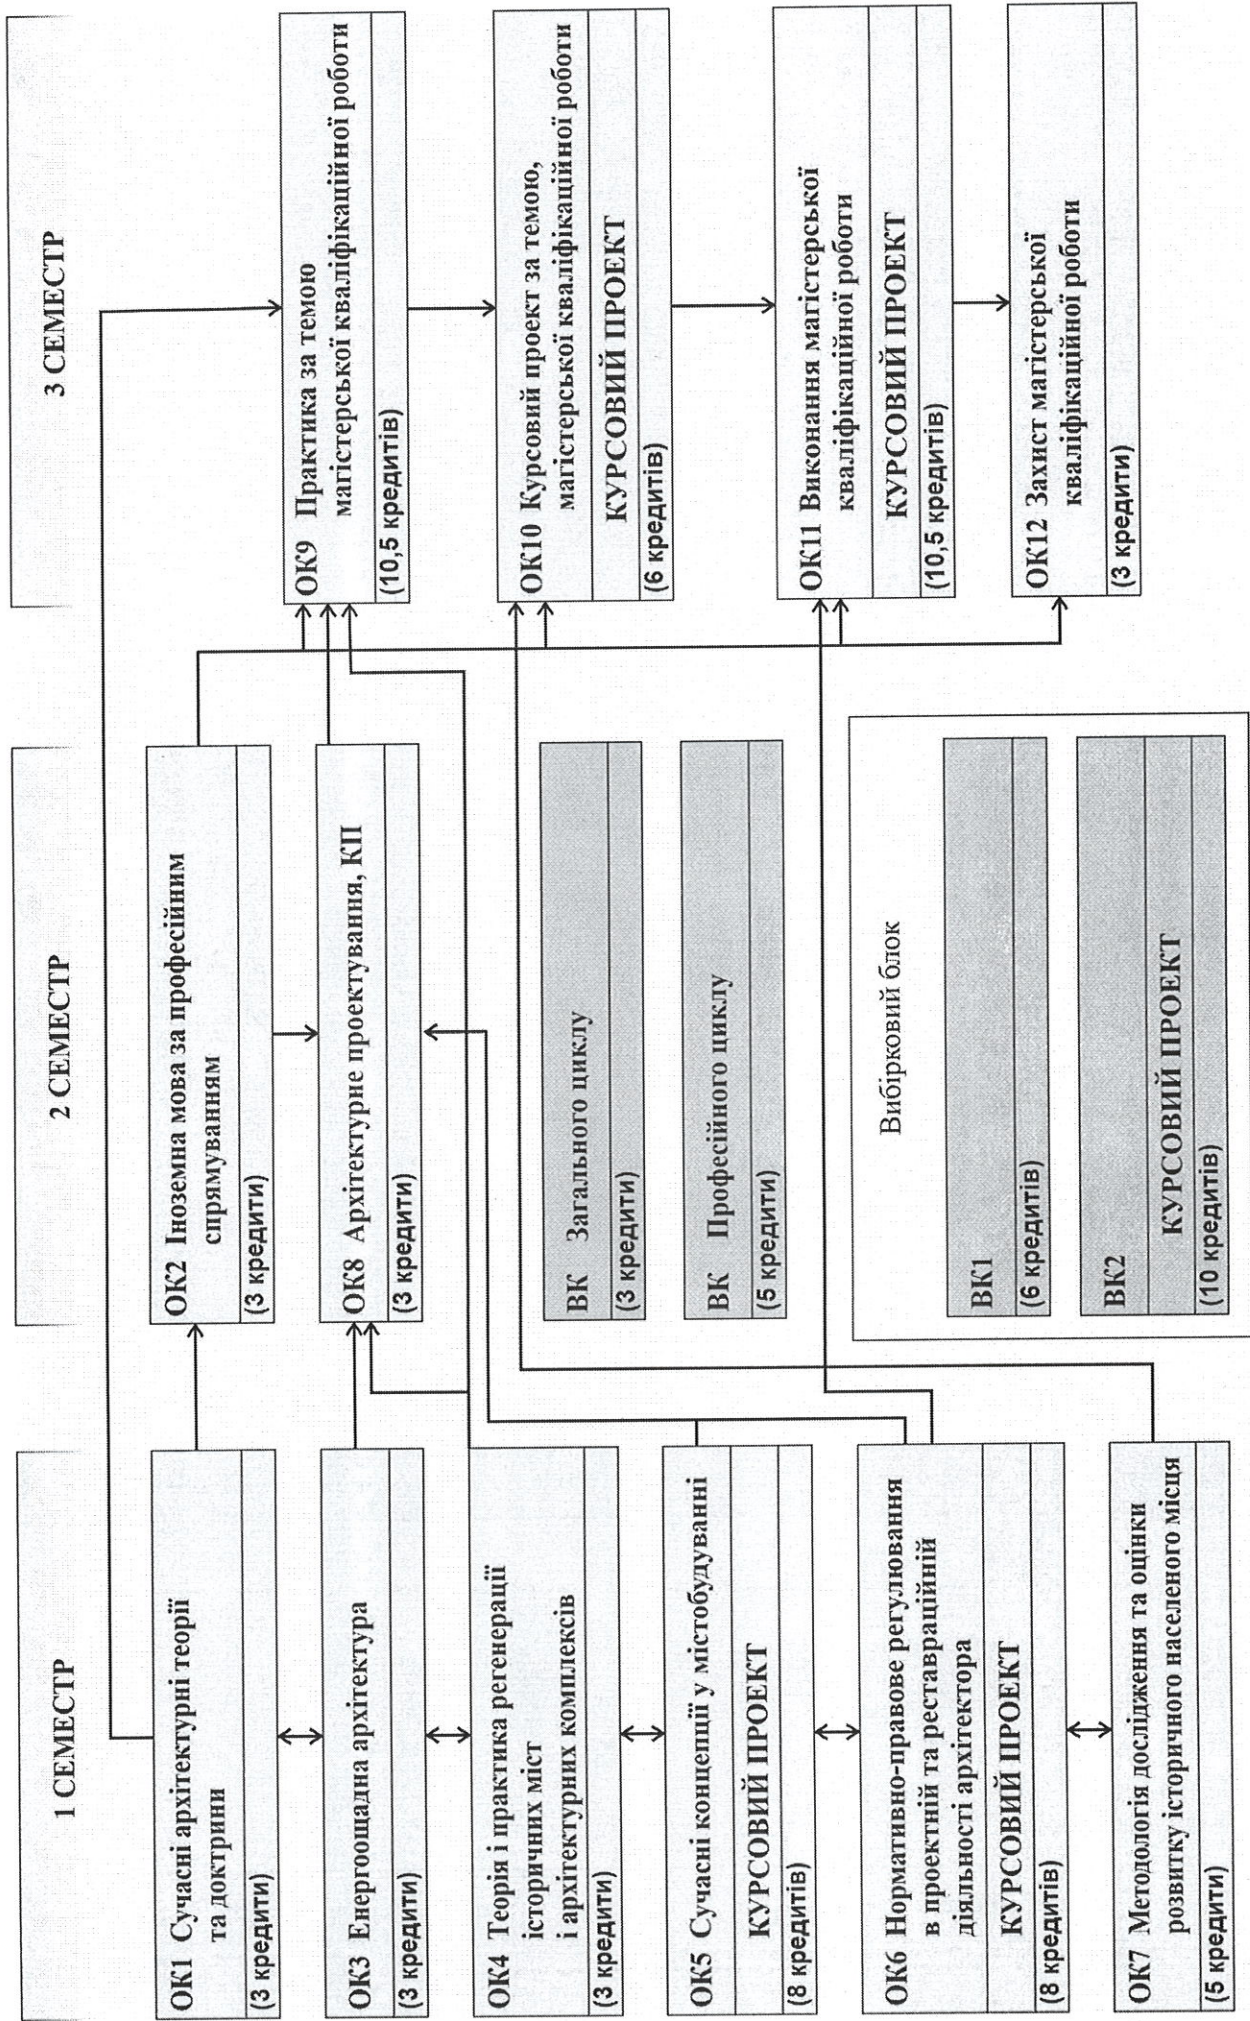 1 СЕМЕСТР
ОК1 Сучасні архітектурні теорії
та доктрини
(3 кредити)
ОК3 Енергоощадна архітектура
(3 кредити)
ОК4 Теорія і практика регенерації
історичних міст
і архітектурних комплексів
(3 кредити)
ОК5 Сучасні концепції у містобудуванні
КУРСОВИЙ ПРОЕКТ
(8 кредитів)
ОК6 Нормативно-правове регулювання
в проектній та реставраційній
діяльності архітектора
КУРСОВИЙ ПРОЕКТ
(8 кредитів)
ОК7 Методологія дослідження та оцінки
розвитку історичного населеного місця
(5 кредити)
2 СЕМЕСТР
ОК2 Іноземна мова за професійним
спрямуванням
(3 кредити)
ОК8 Архітектурне проектування, КП
(3 кредити)
ВК Загального циклу
(3 кредити)
ВК Професійного циклу
(5 кредити)
Вибірковий блок
ВК1
(6 кредитів)
ВК2
КУРСОВИЙ ПРОЕКТ
(10 кредитів)
3 СЕМЕСТР
ОК9 Практика за темою
магістерської кваліфікаційної роботи
(10,5 кредитів)
ОК10 Курсовий проект за темою,
магістерської кваліфікаційної роботи
КУРСОВИЙ ПРОЕКТ
(6 кредитів)
ОК11 Виконання магістерської
кваліфікаційної роботи
КУРСОВИЙ ПРОЕКТ
(10,5 кредитів)
ОК12 Захист магістерської
кваліфікаційної роботи
(3 кредити)